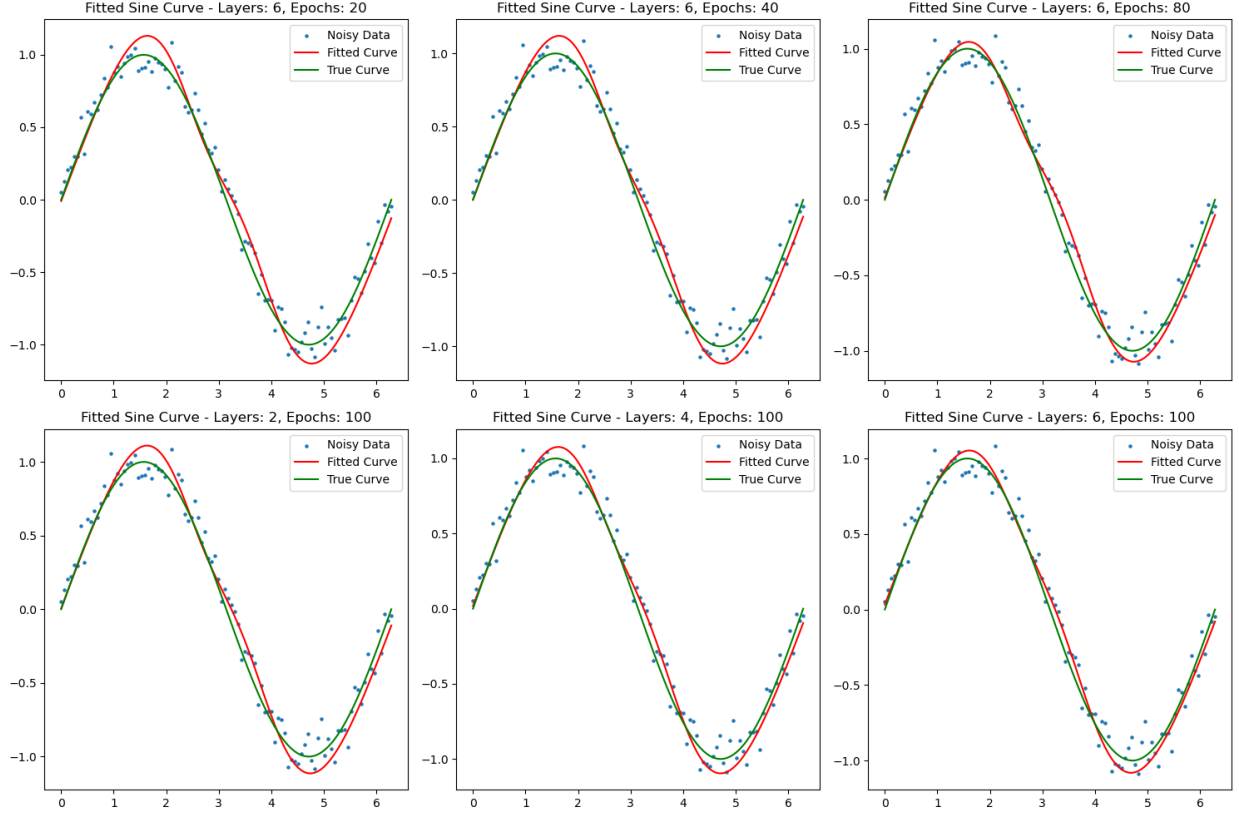 Fitted Sine Curve - Layers: 6, Epochs: 20
Noisy Data
Fitted Curve
True Curve
1.0
0.5
0.0
−0.5
−1.0
0 1 2 3 4 5 6
Fitted Sine Curve - Layers: 6, Epochs: 40
Noisy Data
Fitted Curve
True Curve
1.0
0.5
0.0
−0.5
−1.0
0 1 2 3 4 5 6
Fitted Sine Curve - Layers: 6, Epochs: 80
Noisy Data
Fitted Curve
True Curve
1.0
0.5
0.0
−0.5
−1.0
0 1 2 3 4 5 6
Fitted Sine Curve - Layers: 2, Epochs: 100
Noisy Data
Fitted Curve
True Curve
1.0
0.5
0.0
−0.5
−1.0
0 1 2 3 4 5 6
Fitted Sine Curve - Layers: 4, Epochs: 100
Noisy Data
Fitted Curve
True Curve
1.0
0.5
0.0
−0.5
−1.0
0 1 2 3 4 5 6
Fitted Sine Curve - Layers: 6, Epochs: 100
Noisy Data
Fitted Curve
True Curve
1.0
0.5
0.0
−0.5
−1.0
0 1 2 3 4 5 6